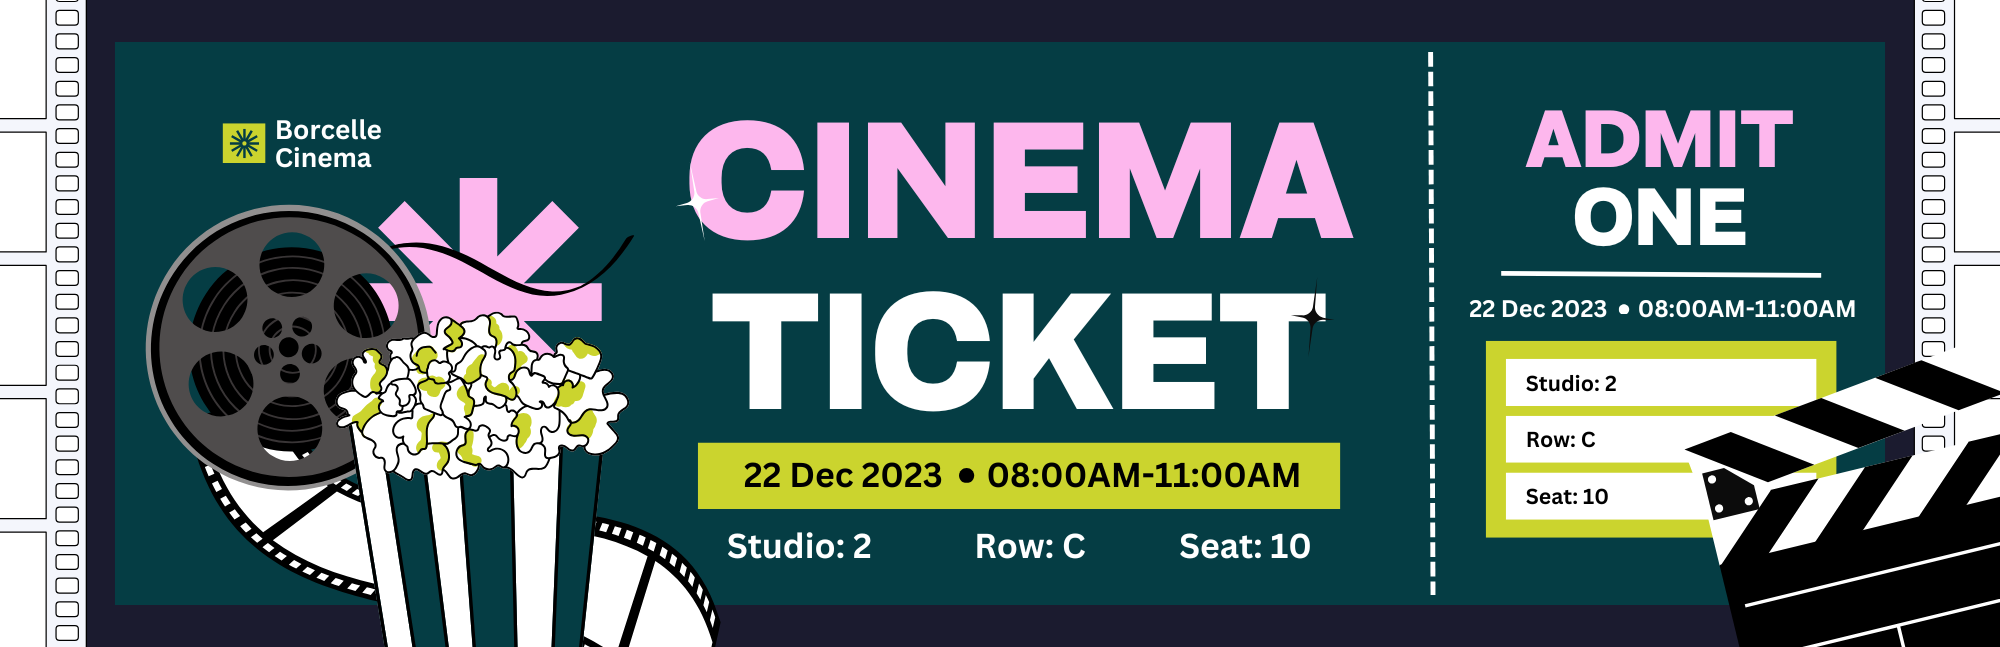 Borcelle
Cinema
CINEMA
TICKET
22 Dec 2023 • 08:00AM-11:00AM
Studio: 2 Row: C Seat: 10
ADMIT
ONE
22 Dec 2023 • 08:00AM-11:00AM
Studio: 2
Row: C
Seat: 10